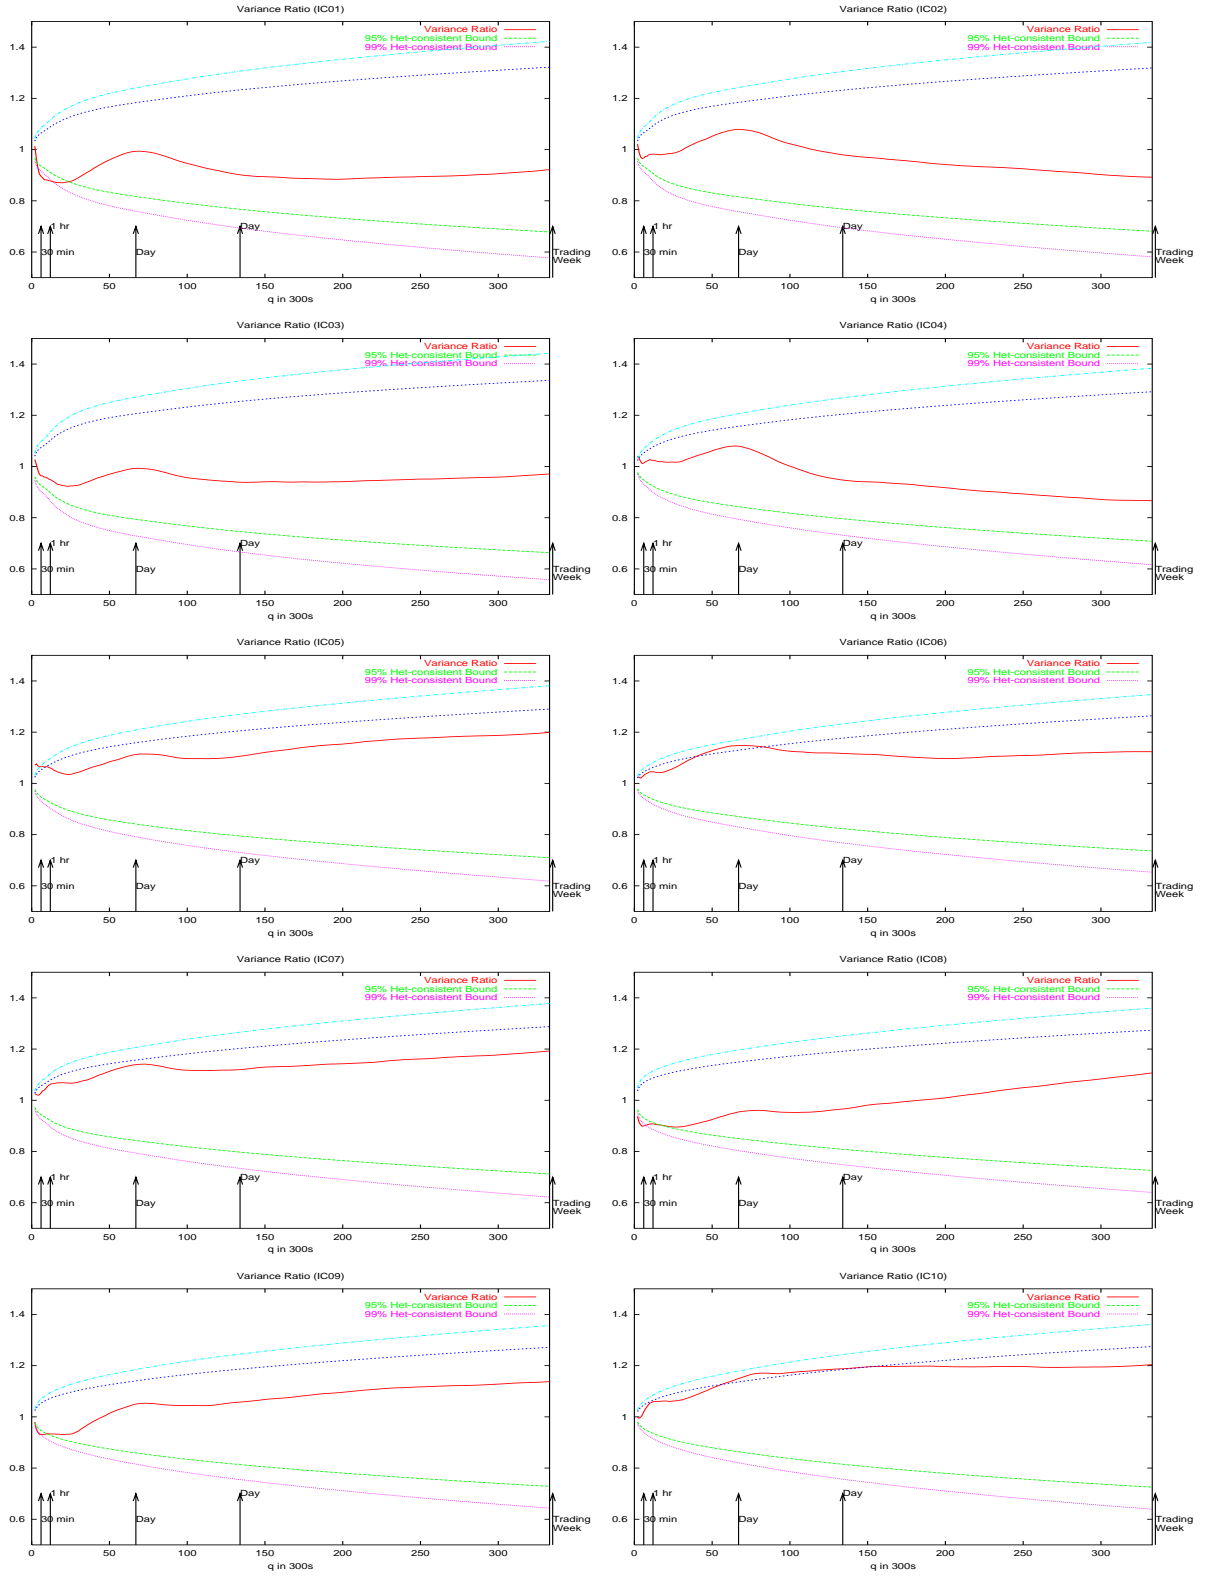 Variance Ratio (IC01)
Variance Ratio
95% Het-consistent Bound
99% Het-consistent Bound
1.4
1.2
1
0.8
0.6
1 hr
30 min
Day
Day
Trading
Week
0 50 100 150 200 250 300
q in 300s
Variance Ratio (IC02)
Variance Ratio
95% Het-consistent Bound
99% Het-consistent Bound
1.4
1.2
1
0.8
0.6
1 hr
30 min
Day
Day
Trading
Week
0 50 100 150 200 250 300
q in 300s
Variance Ratio (IC03)
Variance Ratio
95% Het-consistent Bound
99% Het-consistent Bound
1.4
1.2
1
0.8
0.6
1 hr
30 min
Day
Day
Trading
Week
0 50 100 150 200 250 300
q in 300s
Variance Ratio (IC04)
Variance Ratio
95% Het-consistent Bound
99% Het-consistent Bound
1.4
1.2
1
0.8
0.6
1 hr
30 min
Day
Day
Trading
Week
0 50 100 150 200 250 300
q in 300s
Variance Ratio (IC05)
Variance Ratio
95% Het-consistent Bound
99% Het-consistent Bound
1.4
1.2
1
0.8
0.6
1 hr
30 min
Day
Day
Trading
Week
0 50 100 150 200 250 300
q in 300s
Variance Ratio (IC06)
Variance Ratio
95% Het-consistent Bound
99% Het-consistent Bound
1.4
1.2
1
0.8
0.6
1 hr
30 min
Day
Day
Trading
Week
0 50 100 150 200 250 300
q in 300s
Variance Ratio (IC07)
Variance Ratio
95% Het-consistent Bound
99% Het-consistent Bound
1.4
1.2
1
0.8
0.6
1 hr
30 min
Day
Day
Trading
Week
0 50 100 150 200 250 300
q in 300s
Variance Ratio (IC08)
Variance Ratio
95% Het-consistent Bound
99% Het-consistent Bound
1.4
1.2
1
0.8
0.6
1 hr
30 min
Day
Day
Trading
Week
0 50 100 150 200 250 300
q in 300s
Variance Ratio (IC09)
Variance Ratio
95% Het-consistent Bound
99% Het-consistent Bound
1.4
1.2
1
0.8
0.6
1 hr
30 min
Day
Day
Trading
Week
0 50 100 150 200 250 300
q in 300s
Variance Ratio (IC10)
Variance Ratio
95% Het-consistent Bound
99% Het-consistent Bound
1.4
1.2
1
0.8
0.6
1 hr
30 min
Day
Day
Trading
Week
0 50 100 150 200 250 300
q in 300s